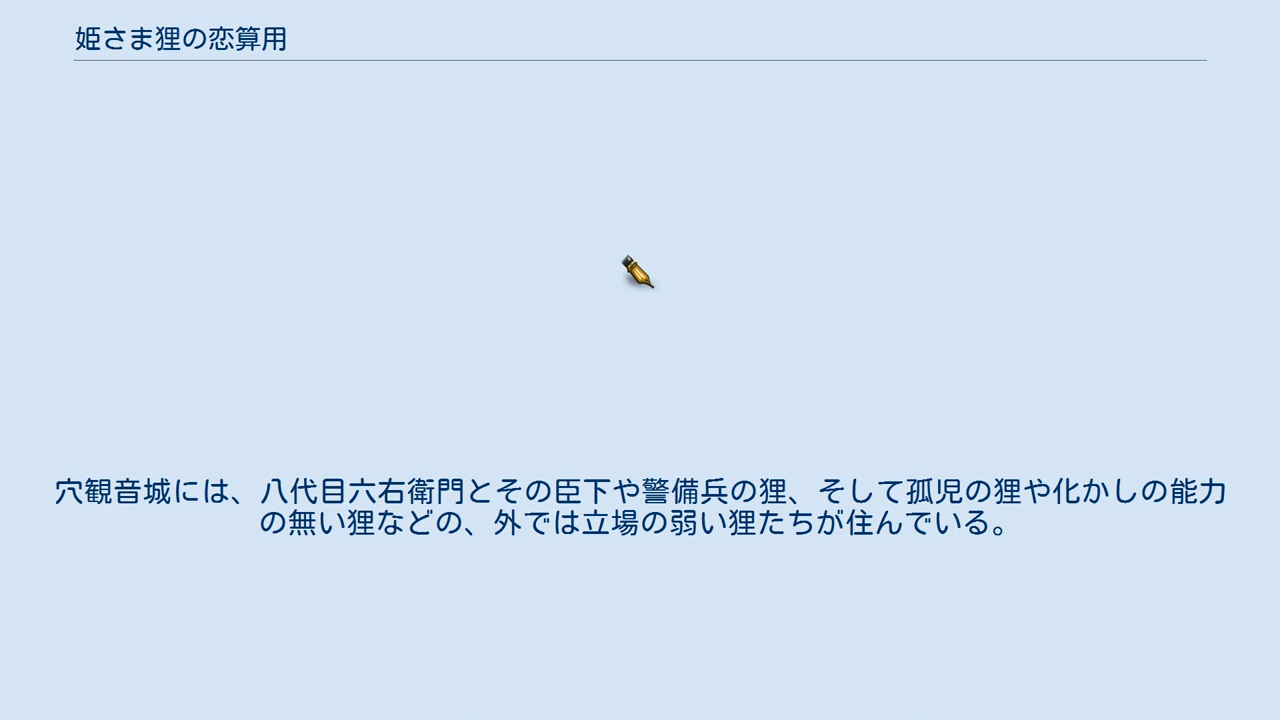 姫さま狸の恋算用
穴観音城には、八代目六右衛門とその臣下や警備兵の狸、そして孤児の狸や化かしの能力
の無い狸などの、外では立場の弱い狸たちが住んでいる。